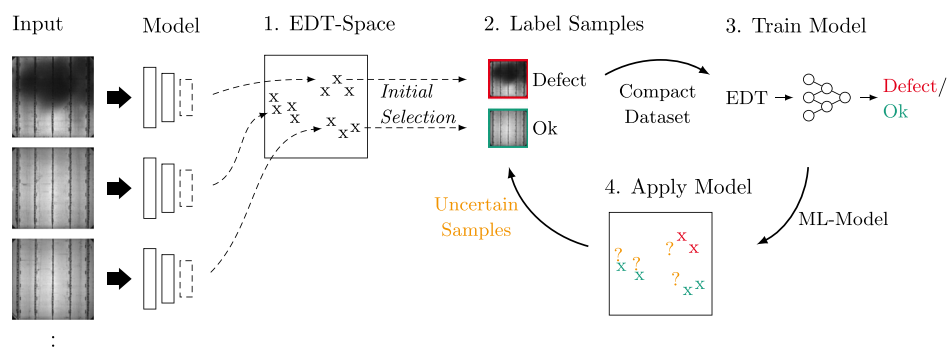 Input
Model
1. EDT-Space
2. Label Samples
3. Train Model
x
x x
x
x x
x
x
x x
Initial
Selection
Defect
Ok
Compact
Dataset
EDT
Defect/
Ok
Uncertain
Samples
4. Apply Model
ML-Model
x
? x
?
? x
? x
x x
: